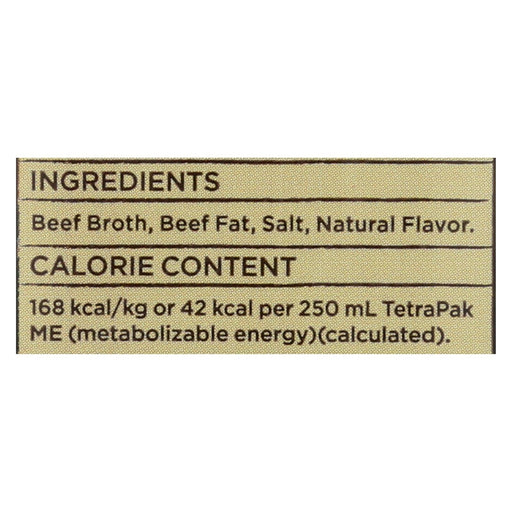 INGREDIENTS
Beef Broth, Beef Fat, Salt, Natural Flavor.
CALORIE CONTENT
168 kcal/kg or 42 kcal per 250 mL TetraPak
ME (metabolizable energy)(calculated).